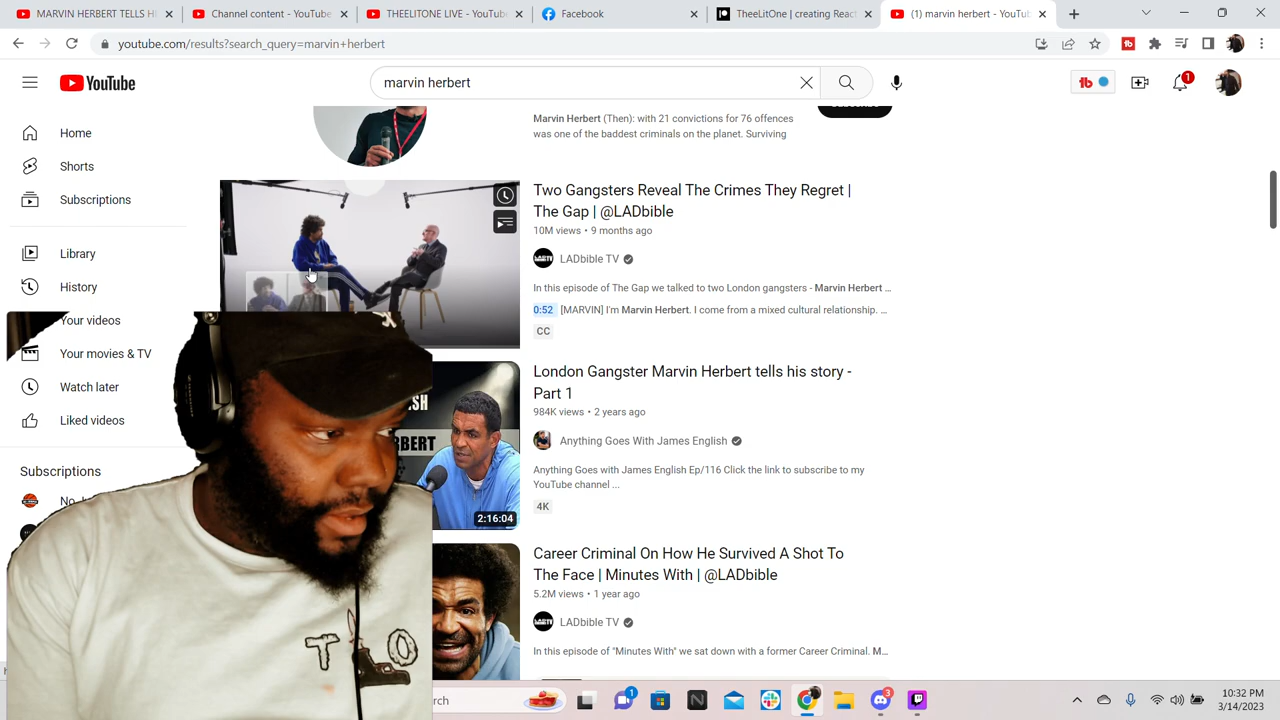 MARVIN HERBERT TELLS H
Channel content - YouTube
THEELITONE LIVE - YouTub
Facebook
TheeLitOne | creating Reac
(1) marvin herbert - YouTub
youtube.com/results?search_query=marvin+herbert
YouTube
marvin herbert
1
Home
Shorts
Subscriptions
Library
History
Your videos
Your movies & TV
Watch later
Liked videos
Subscriptions
Marvin Herbert (Then): with 21 convictions for 76 offences
was one of the baddest criminals on the planet. Surviving
Two Gangsters Reveal The Crimes They Regret |
The Gap | @LADbible
10M views • 9 months ago
LADbible TV
In this episode of The Gap we talked to two London gangsters - Marvin Herbert ...
0:52 [MARVIN] I'm Marvin Herbert. I come from a mixed cultural relationship. ...
CC
London Gangster Marvin Herbert tells his story -
Part 1
984K views • 2 years ago
Anything Goes With James English
Anything Goes with James English Ep/116 Click the link to subscribe to my
YouTube channel ...
4K
2:16:04
Career Criminal On How He Survived A Shot To
The Face | Minutes With | @LADbible
5.2M views • 1 year ago
LADbible TV
In this episode of "Minutes With" we sat down with a former Career Criminal. M...
T O
10:32 PM
3/14/2023